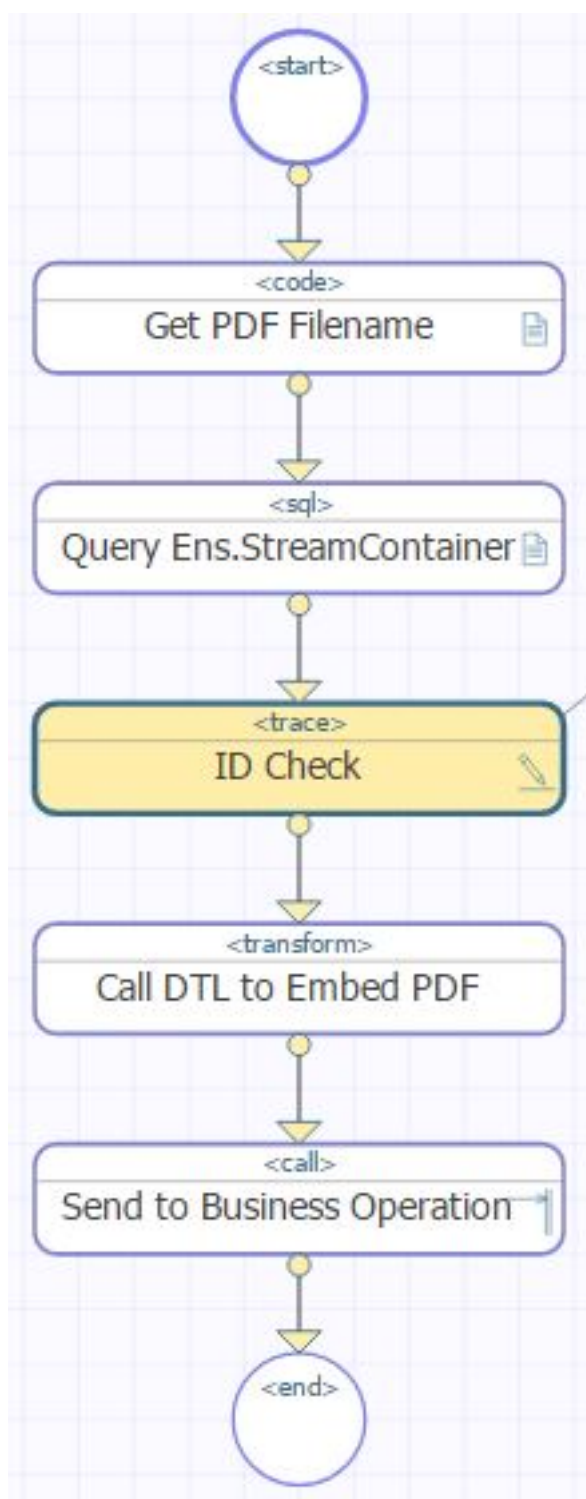 <start>
<code>
Get PDF Filename
<sql>
Query Ens.StreamContainer
<trace>
ID Check
<transform>
Call DTL to Embed PDF
<call>
Send to Business Operation
<end>